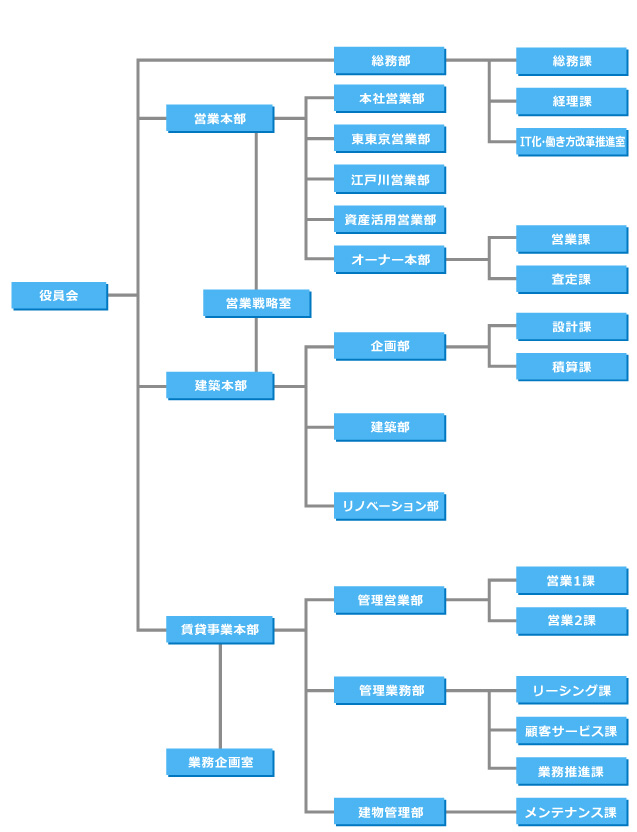 総務部
総務課
経理課
IT化・働き方改革推進室
営業本部
本社営業部
東東京営業部
江戸川営業部
資産活用営業部
オーナー本部
営業課
査定課
役員会
営業戦略室
建築本部
企画部
設計課
積算課
建築部
リノベーション部
賃貸事業本部
管理営業部
営業1課
営業2課
管理業務部
リーシング課
顧客サービス課
業務推進課
業務企画室
建物管理部
メンテナンス課